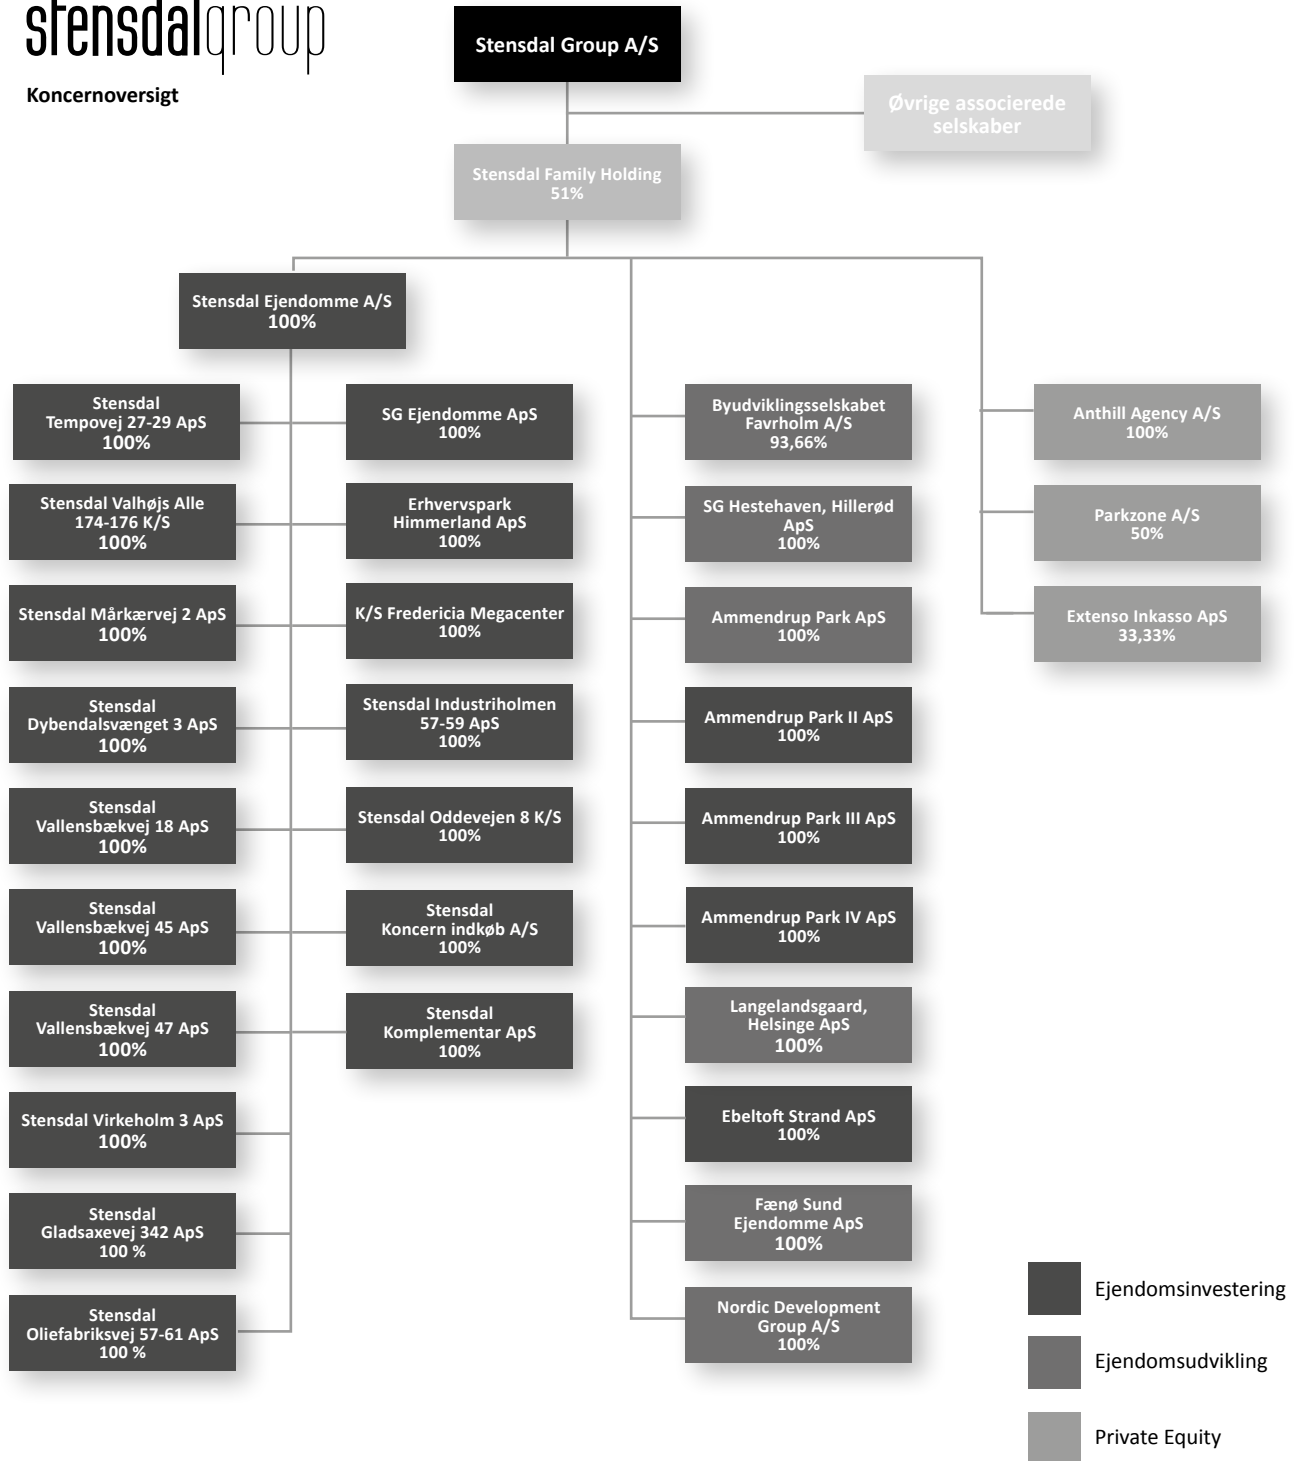 stensdalgroup
Koncernoversigt
Stensdal Group A/S
Øvrige associerede
selskaber
Stensdal Family Holding
51%
Stensdal Ejendomme A/S
100%
Stensdal
Tempovej 27-29 ApS
100%
Stensdal Valhøjs Alle
174-176 K/S
100%
Stensdal Mårkærvej 2 ApS
100%
Stensdal
Dybendalsvænget 3 ApS
100%
Stensdal
Vallensbækvej 18 ApS
100%
Stensdal
Vallensbækvej 45 ApS
100%
Stensdal
Vallensbækvej 47 ApS
100%
Stensdal Virkeholm 3 ApS
100%
Stensdal
Gladsaxevej 342 ApS
100 %
Stensdal
Oliefabriksvej 57-61 ApS
100 %
SG Ejendomme ApS
100%
Erhvervspark
Himmerland ApS
100%
K/S Fredericia Megacenter
100%
Stensdal Industriholmen
57-59 ApS
100%
Stensdal Oddevejen 8 K/S
100%
Stensdal
Koncern indkøb A/S
100%
Stensdal
Komplementar ApS
100%
Byudviklingsselskabet
Favrholm A/S
93,66%
SG Hestehaven, Hillerød
ApS
100%
Ammendrup Park ApS
100%
Ammendrup Park II ApS
100%
Ammendrup Park III ApS
100%
Ammendrup Park IV ApS
100%
Langelandsgaard,
Helsinge ApS
100%
Ebeltoft Strand ApS
100%
Fænø Sund
Ejendomme ApS
100%
Nordic Development
Group A/S
100%
Anthill Agency A/S
100%
Parkzone A/S
50%
Extenso Inkasso ApS
33,33%
Ejendomsinvestering
Ejendomsudvikling
Private Equity